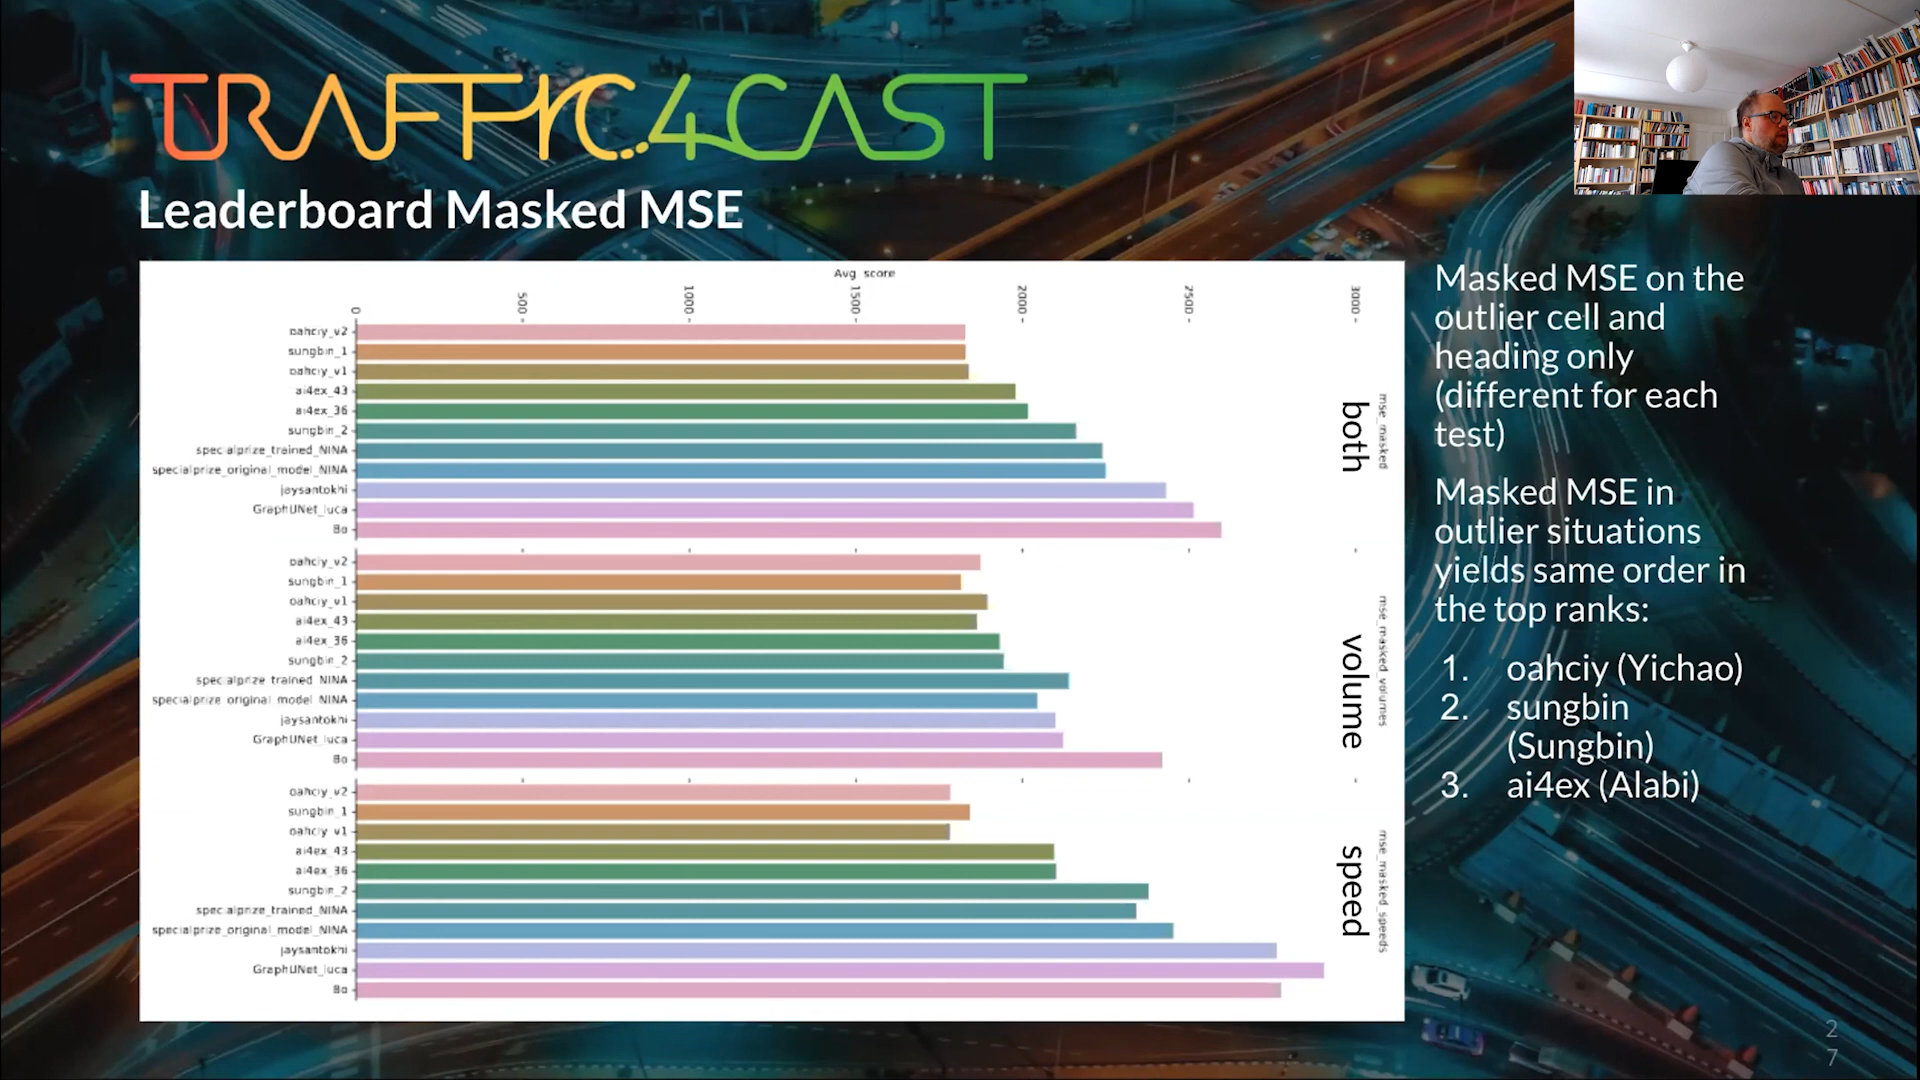 TRAFFIC4CAST
Leaderboard Masked MSE
Avg_score
0 500 1000 1500 2000 2500 3000
oahciy_v2
sungbin_1
oahciy_v1
ai4ex_43
ai4ex_36
sungbin_2
specialprize_trained_NINA
specialprize_original_model_NINA
jaysantokhi
GraphUNet_luca
Bo
mse_masked
both
oahciy_v2
sungbin_1
oahciy_v1
ai4ex_43
ai4ex_36
sungbin_2
specialprize_trained_NINA
specialprize_original_model_NINA
jaysantokhi
GraphUNet_luca
Bo
mse_masked_volumes
volume
oahciy_v2
sungbin_1
oahciy_v1
ai4ex_43
ai4ex_36
sungbin_2
specialprize_trained_NINA
specialprize_original_model_NINA
jaysantokhi
GraphUNet_luca
Bo
mse_masked_speeds
speed
Masked MSE on the
outlier cell and
heading only
(different for each
test)
Masked MSE in
outlier situations
yields same order in
the top ranks:
1. oahciy (Yichao)
2. sungbin
(Sungbin)
3. ai4ex (Alabi)
2
7